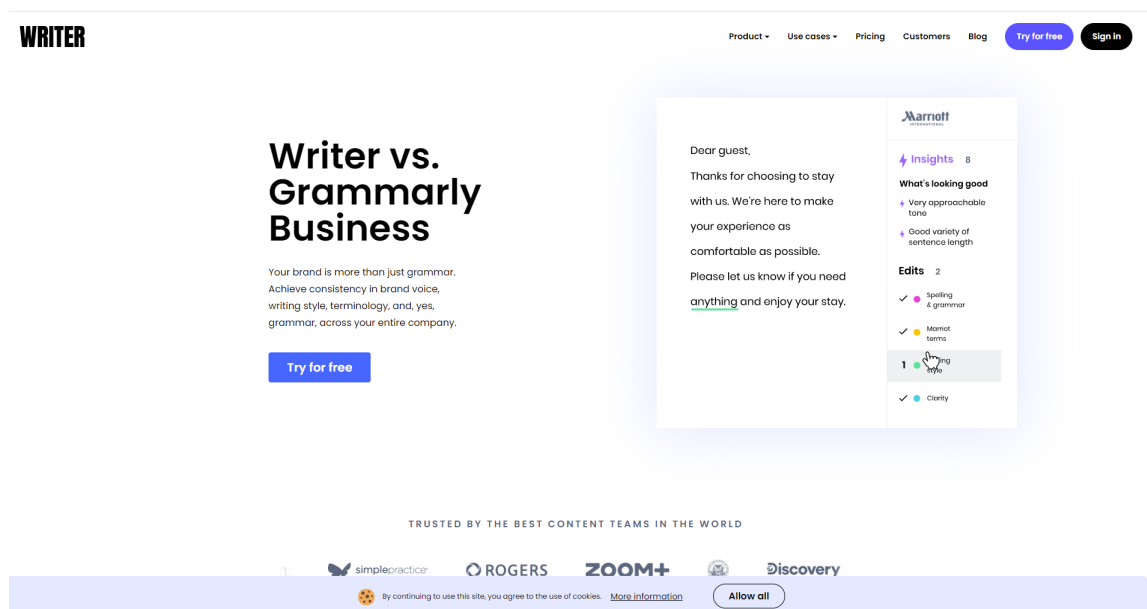 WRITER
Product Use cases Pricing Customers Blog Try for free Sign in
Writer vs.
Grammarly
Business
Your brand is more than just grammar.
Achieve consistency in brand voice,
writing style, terminology, and, yes,
grammar, across your entire company.
Try for free
Dear guest,
Thanks for choosing to stay
with us. We're here to make
your experience as
comfortable as possible.
Please let us know if you need
anything and enjoy your stay.
Marriott
INTERNATIONAL
Insights 8
What's looking good
Very approachable
tone
Good variety of
sentence length
Edits 2
Spelling
& grammar
Marriot
terms
1
style
Clarity
TRUSTED BY THE BEST CONTENT TEAMS IN THE WORLD
simplepractice ROGERS ZOOM+ Discovery
By continuing to use this site, you agree to the use of cookies. More information Allow all